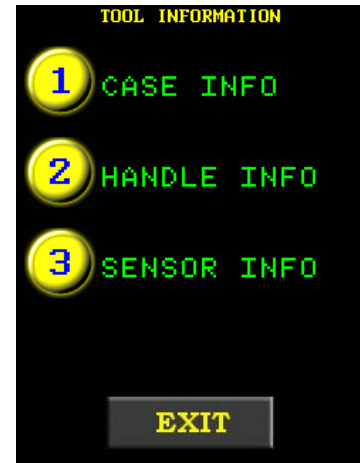 TOOL INFORMATION
1 CASE INFO
2 HANDLE INFO
3 SENSOR INFO
EXIT